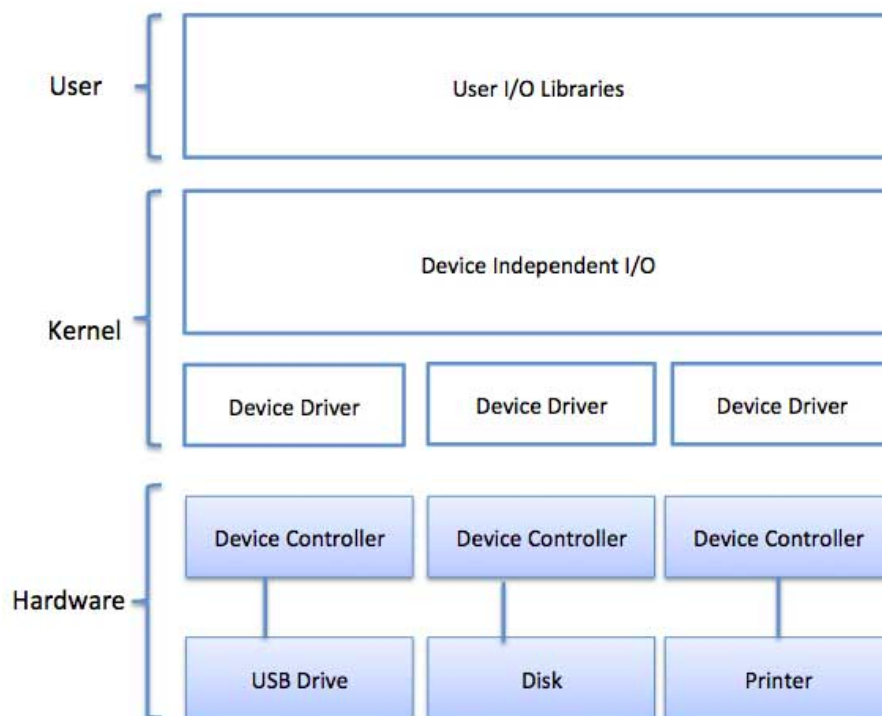 User
User I/O Libraries
Kernel
Device Independent I/O
Device Driver
Device Driver
Device Driver
Hardware
Device Controller
Device Controller
Device Controller
USB Drive
Disk
Printer